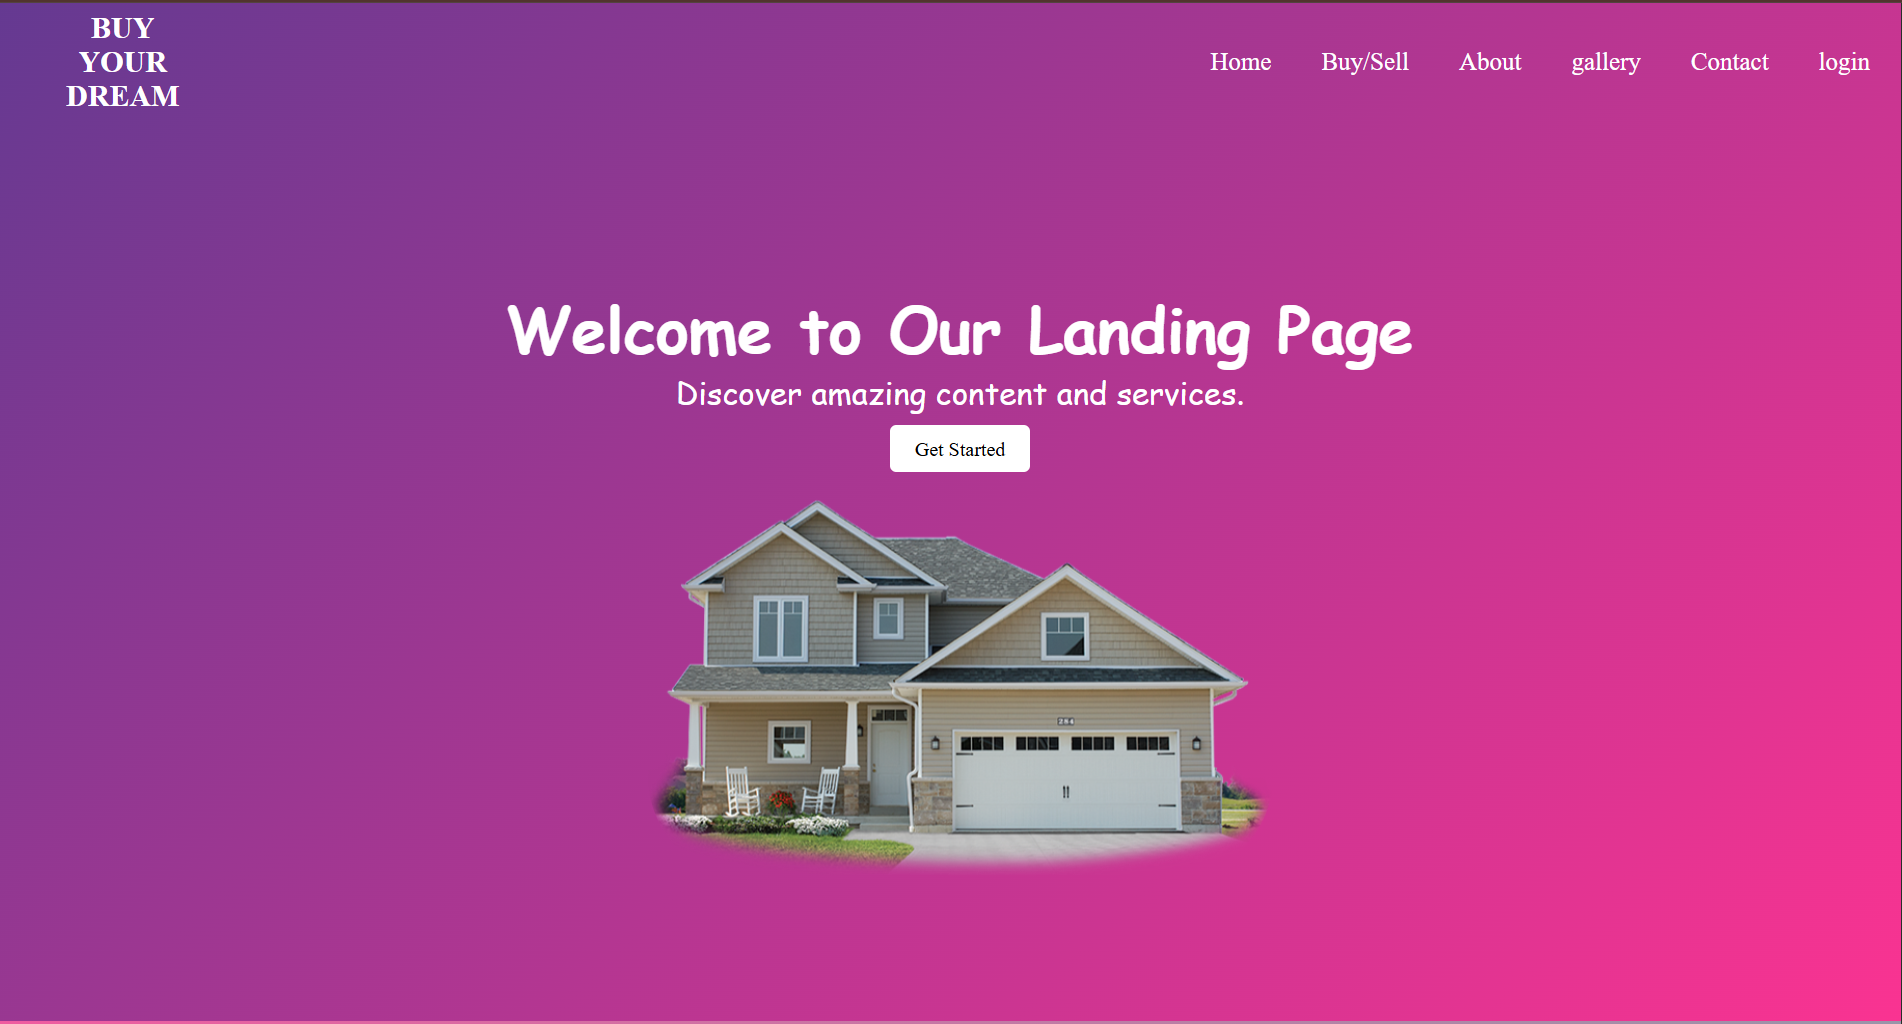 BUY
YOUR
DREAM
Home Buy/Sell About gallery Contact login
Welcome to Our Landing Page
Discover amazing content and services.
Get Started